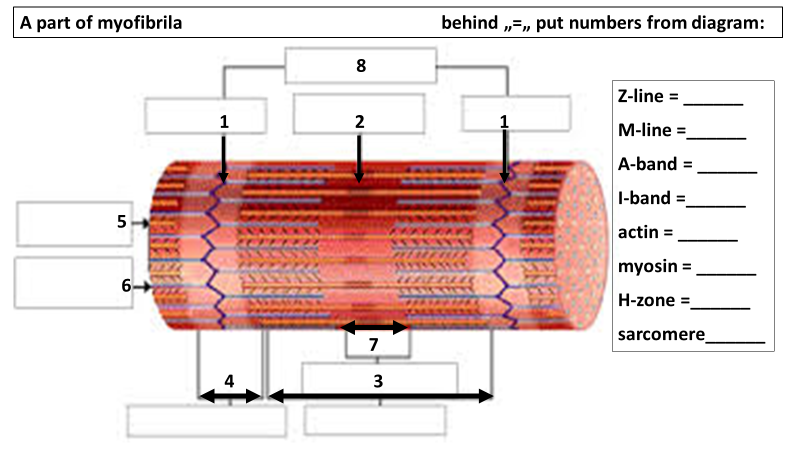 A part of myofibrila behind „=„ put numbers from diagram:
8
1 2 1
5
6
7
4 3
Z-line = ______
M-line=______
A-band = ______
I-band =______
actin = ______
myosin = ______
H-zone =______
sarcomere______